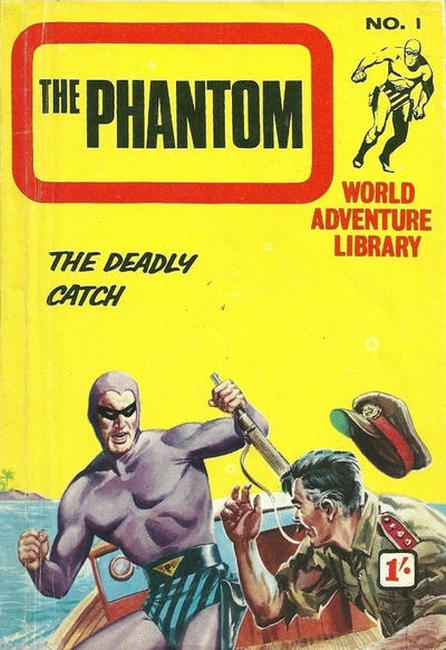 NO. 1
THE PHANTOM
WORLD
ADVENTURE
LIBRARY
THE DEADLY
CATCH
1/-